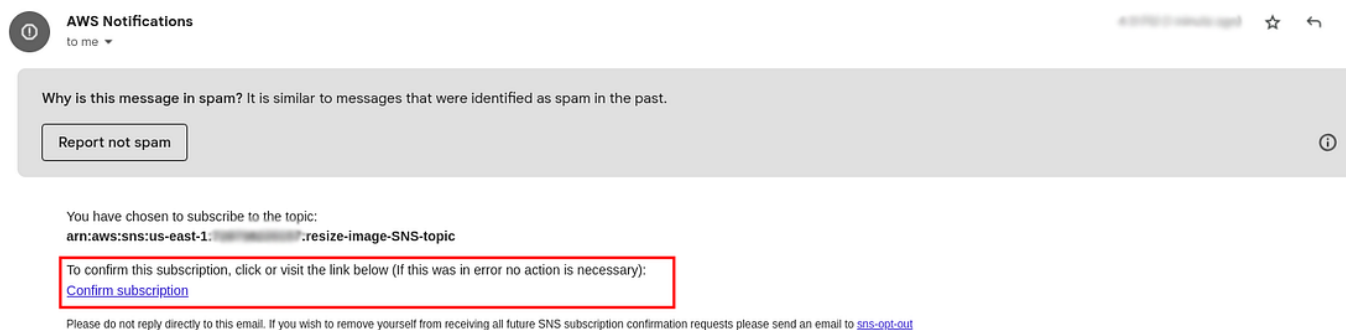 AWS Notifications
to me
Why is this message in spam? It is similar to messages that were identified as spam in the past.
Report not spam
You have chosen to subscribe to the topic:
arn:aws:sns:us-east-1: :resize-image-SNS-topic
To confirm this subscription, click or visit the link below (If this was in error no action is necessary):
Confirm subscription
Please do not reply directly to this email. If you wish to remove yourself from receiving all future SNS subscription confirmation requests please send an email to sns-opt-out